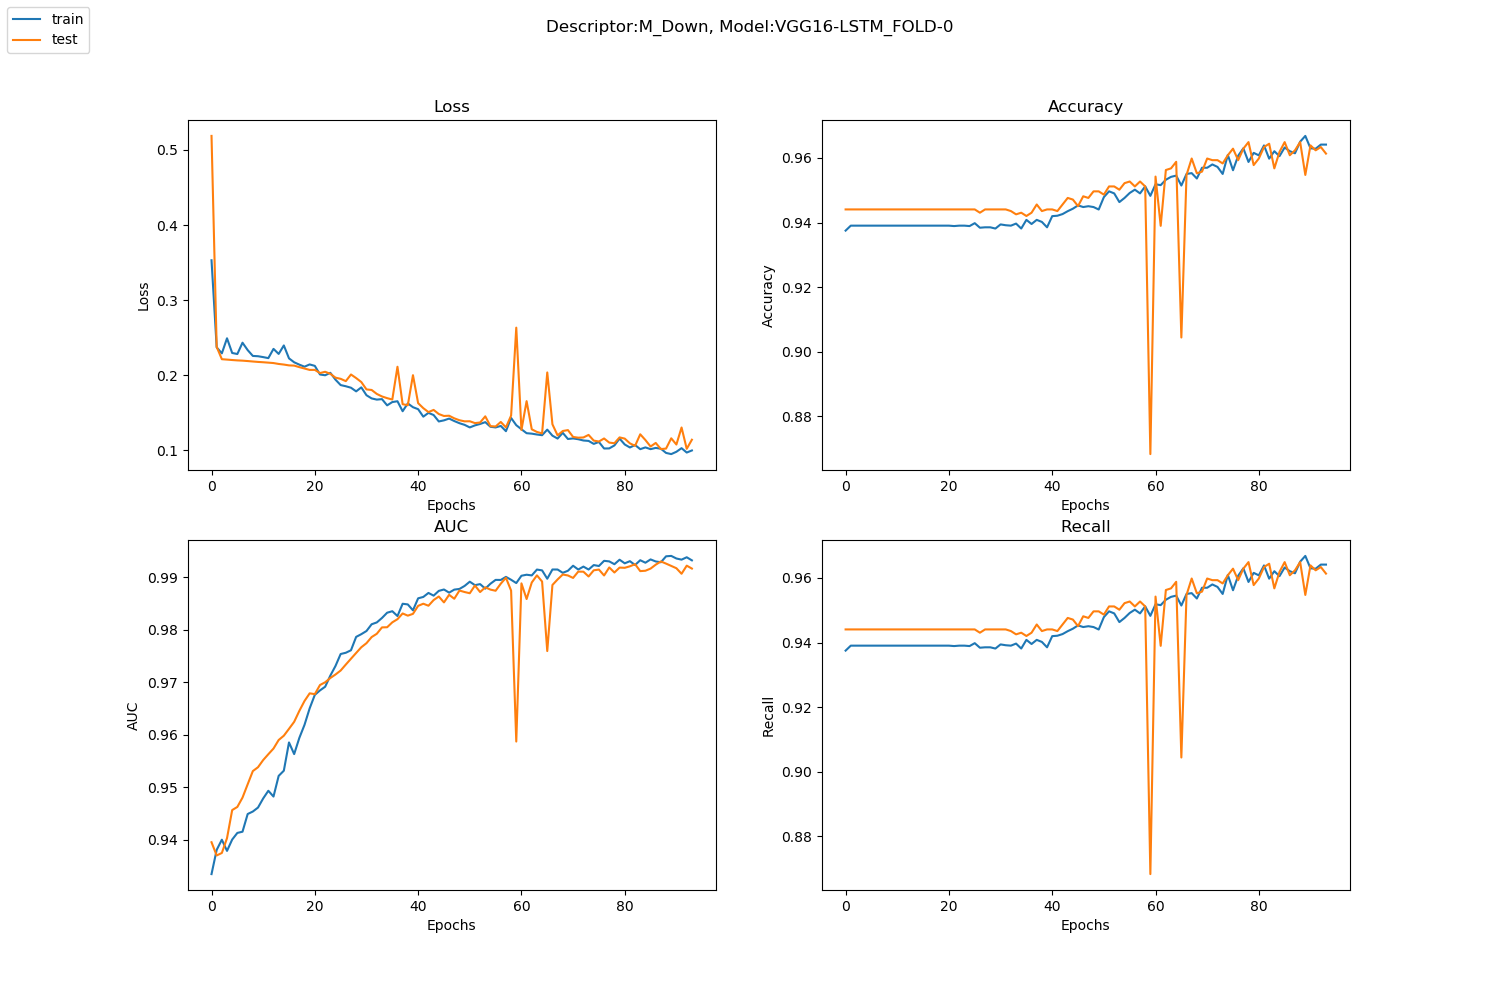 train
test
Descriptor:M_Down, Model:VGG16-LSTM_FOLD-0
Loss
0.5
0.4
0.3
0.2
0.1
Loss
0 20 40 60 80
Epochs
Accuracy
0.96
0.94
0.92
0.90
0.88
Accuracy
0 20 40 60 80
Epochs
AUC
0.99
0.98
0.97
0.96
0.95
0.94
AUC
0 20 40 60 80
Epochs
Recall
0.96
0.94
0.92
0.90
0.88
Recall
0 20 40 60 80
Epochs